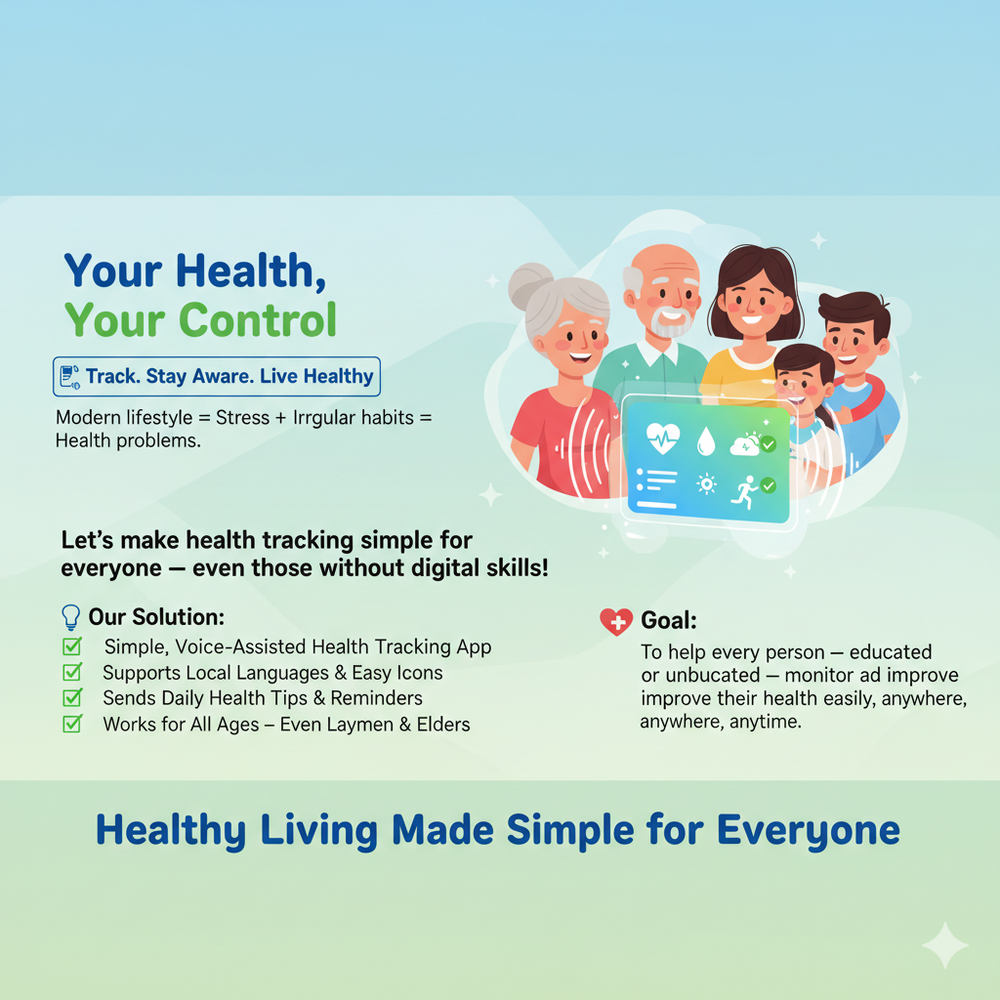 Your Health,
Your Control
Track. Stay Aware. Live Healthy
Modern lifestyle = Stress + Irrgular habits =
Health problems.
Let's make health tracking simple for
everyone — even those without digital skills!
Our Solution:
Simple, Voice-Assisted Health Tracking App
Supports Local Languages & Easy Icons
Sends Daily Health Tips & Reminders
Works for All Ages – Even Laymen & Elders
Goal:
To help every person — educated
or unbucated — monitor ad improve
improve their health easily, anywhere,
anywhere, anytime.
Healthy Living Made Simple for Everyone